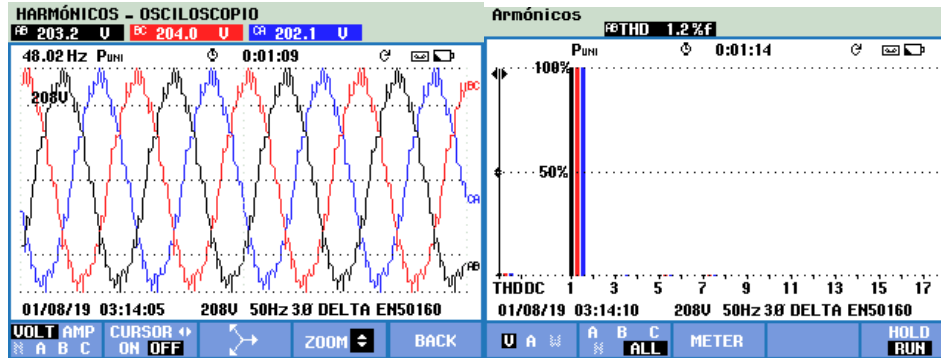 HARMÓNICOS - OSCILOSCOPIO
AB 203.2 V BC 204.0 V CA 202.1 V
48.02 Hz PUNI 0:01:09
208V
BC
CA
AB
01/08/19 03:14:05 208V 50Hz 3Ø DELTA EN50160
VOLT AMP
N A B C
CURSOR
ON OFF
ZOOM
BACK
Armónicos
ABTHD 1.2%f
PUNI 0:01:14
100%
50%
THDDC 1 3 5 7 9 11 13 15 17
01/08/19 03:14:10 208V 50Hz 3Ø DELTA EN50160
V A W
A B C
N ALL
METER
HOLD
RUN